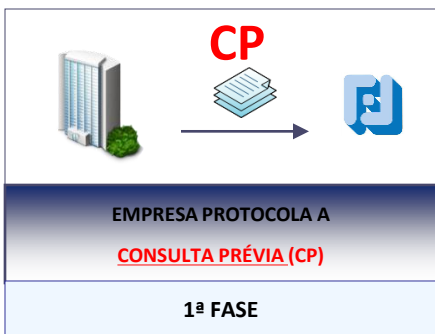 CP
EMPRESA PROTOCOLA A
CONSULTA PRÉVIA (CP)
1ª FASE